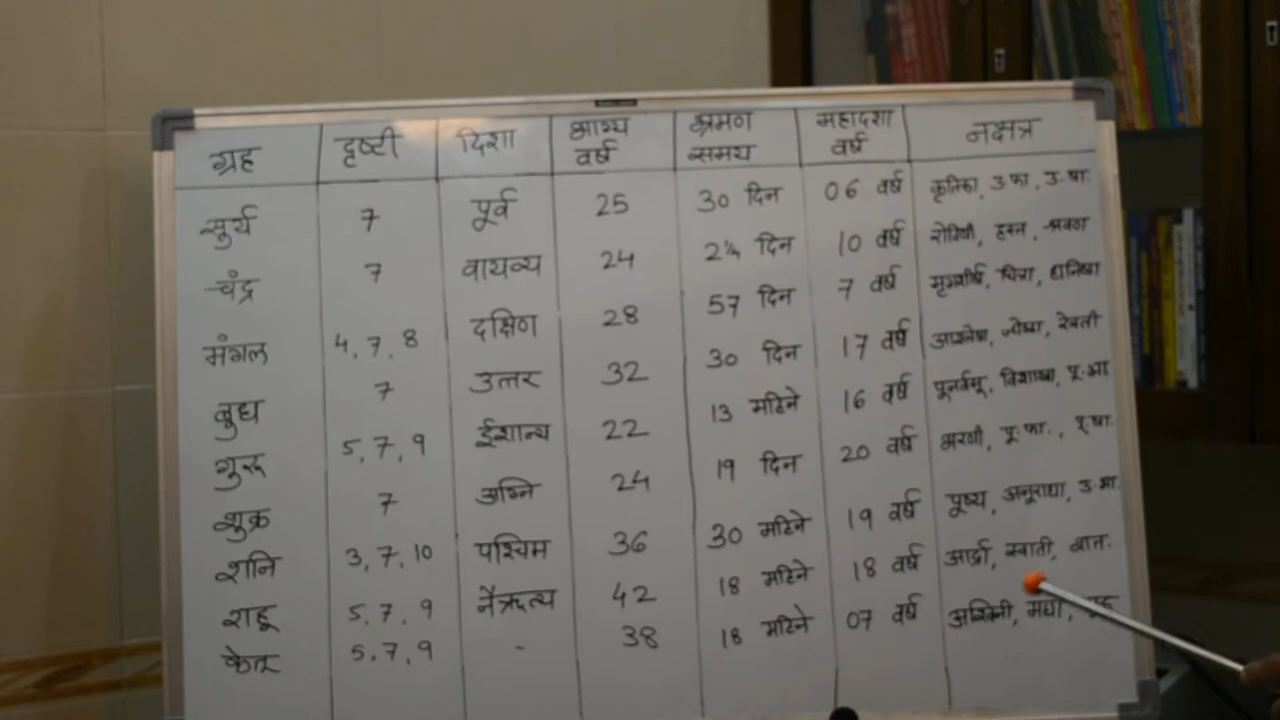 ग्रह दृष्टी दिशा भाग्य वर्ष भ्रमण समय महादशा वर्ष नक्षत्र
सुर्य 7 पूर्व 25 30 दिन 06 वर्ष कृतिका, उ.फा, उ.षा.
चंद्र 7 वायव्य 24 2¼ दिन 10 वर्ष रोहिणी, हस्त, श्रवण
मंगल 4,7,8 दक्षिण 28 57 दिन 7 वर्ष मृगशीर्ष, चित्रा, धनिष्ठा
बुध 7 उत्तर 32 30 दिन 17 वर्ष आश्लेषा, ज्येष्ठा, रेवती
गुरू 5,7,9 ईशान्य 22 13 महिने 16 वर्ष पूनर्वसू, विशाखा, पू.भा
शुक्र 7 अग्नि 24 19 दिन 20 वर्ष भरणी, पू.फा., पू.षा.
शनि 3,7,10 पश्चिम 36 30 महिने 19 वर्ष पूष्य, अनूराधा, उ.भा.
राहू 5,7,9 नैऋत्य 42 18 महिने 18 वर्ष आर्द्रा, स्वाती, शत.
केतू 5,7,9 - 38 18 महिने 07 वर्ष अश्विनी, मघा,